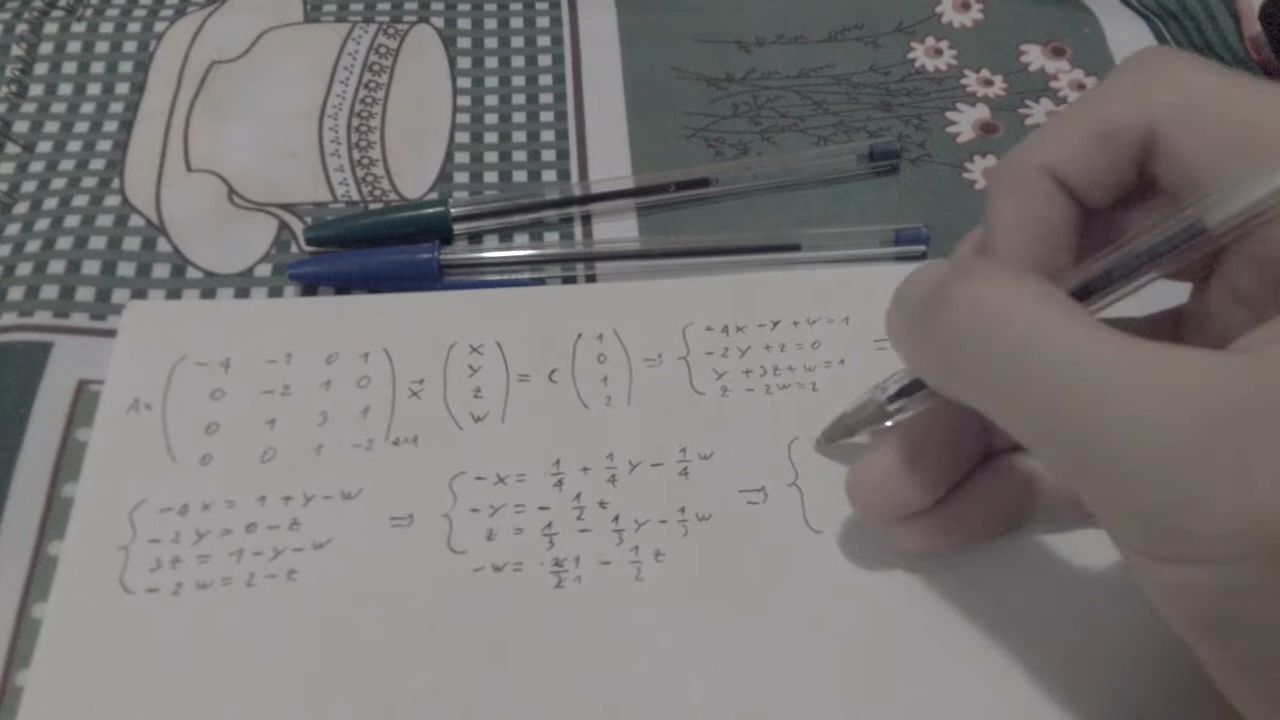 A= ( -4 -1 0 1 ) x⃗ ( x ) = c ( 1 ) ⇒ { -4x - y + w = 1 =
0 -2 1 0 y 0 -2y + z = 0
0 1 3 1 z 1 y + 3z + w = 1
0 0 1 -2 4×4 w 2 z - 2w = 2
{ -4x = 1 + y - w ⇒ { -x = 1/4 + 1/4 y - 1/4 w ⇒ {
-2y = 0 - z -y = - 1/2 z
3z = 1 - y - w z = 1/3 - 1/3 y - 1/3 w
-2w = 2 - z -w = 1 - 1/2 z